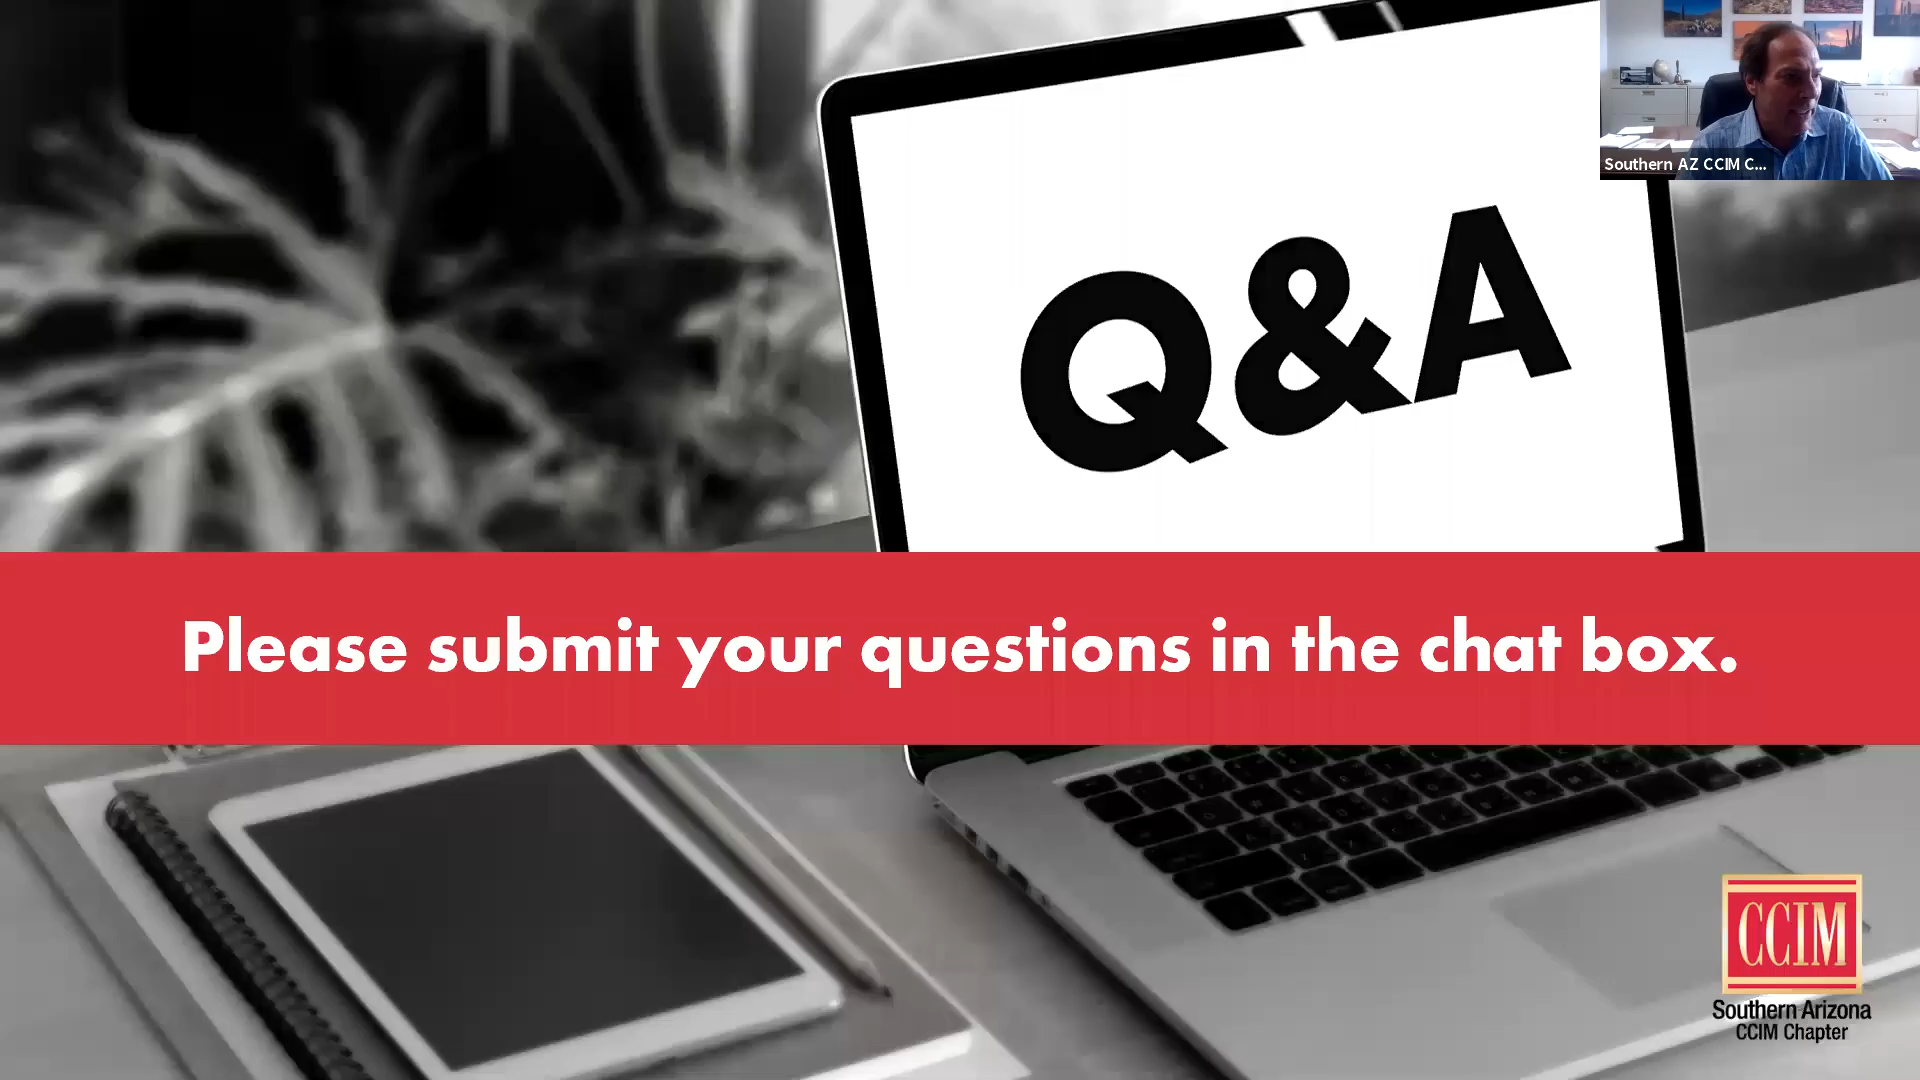 Southern AZ CCIM C...
Q&A
Please submit your questions in the chat box.
CCIM
Southern Arizona
CCIM Chapter